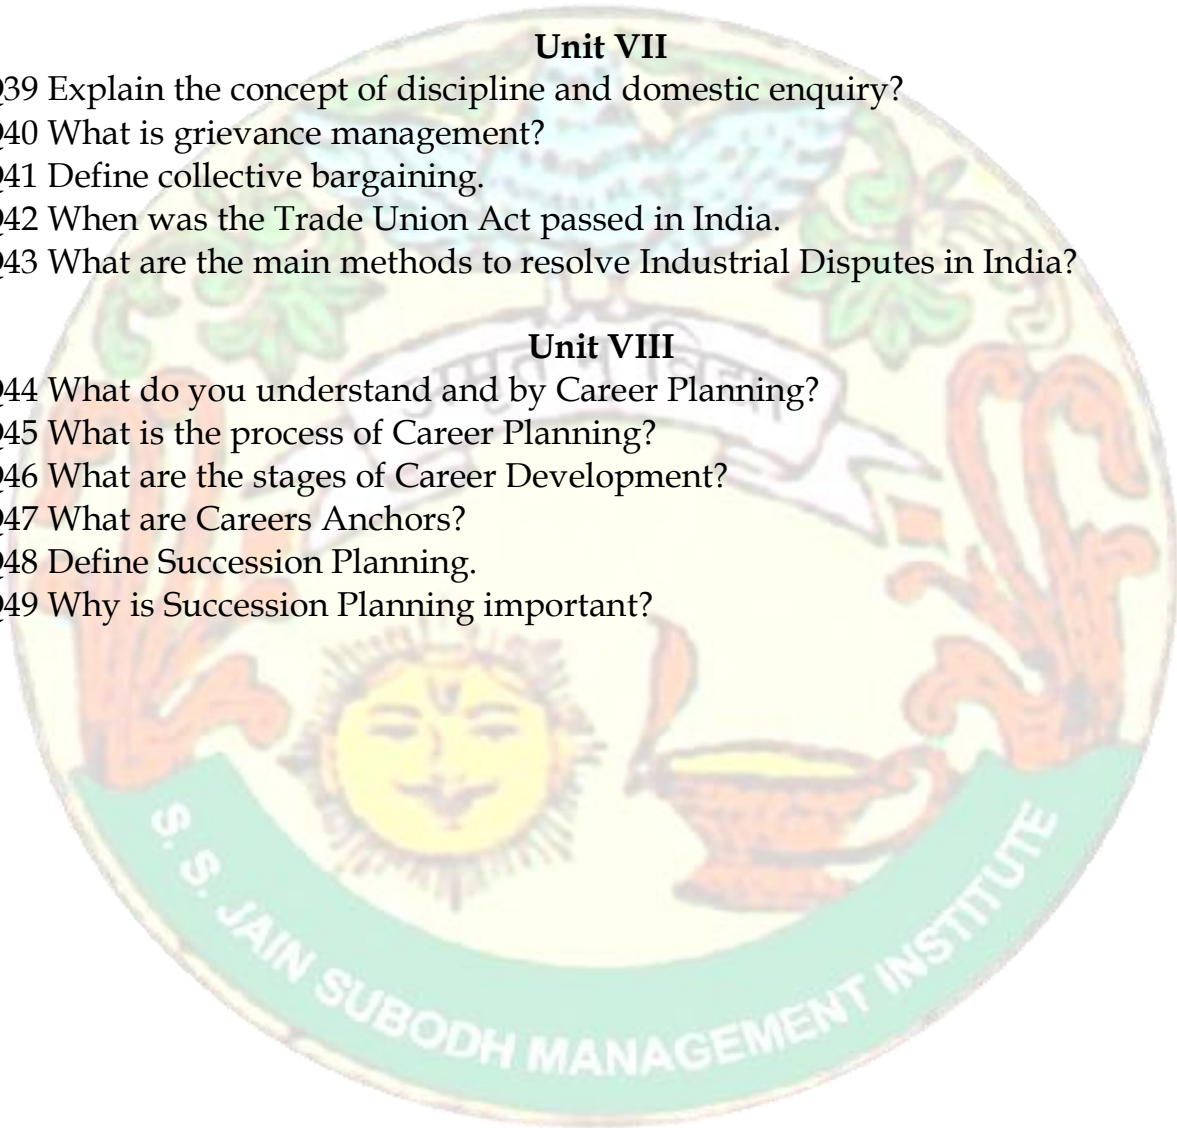 Unit VII
Q39 Explain the concept of discipline and domestic enquiry?
Q40 What is grievance management?
Q41 Define collective bargaining.
Q42 When was the Trade Union Act passed in India.
Q43 What are the main methods to resolve Industrial Disputes in India?
Unit VIII
Q44 What do you understand and by Career Planning?
Q45 What is the process of Career Planning?
Q46 What are the stages of Career Development?
Q47 What are Careers Anchors?
Q48 Define Succession Planning.
Q49 Why is Succession Planning important?
S. S. JAIN SUBODH MANAGEMENT INSTITUTE